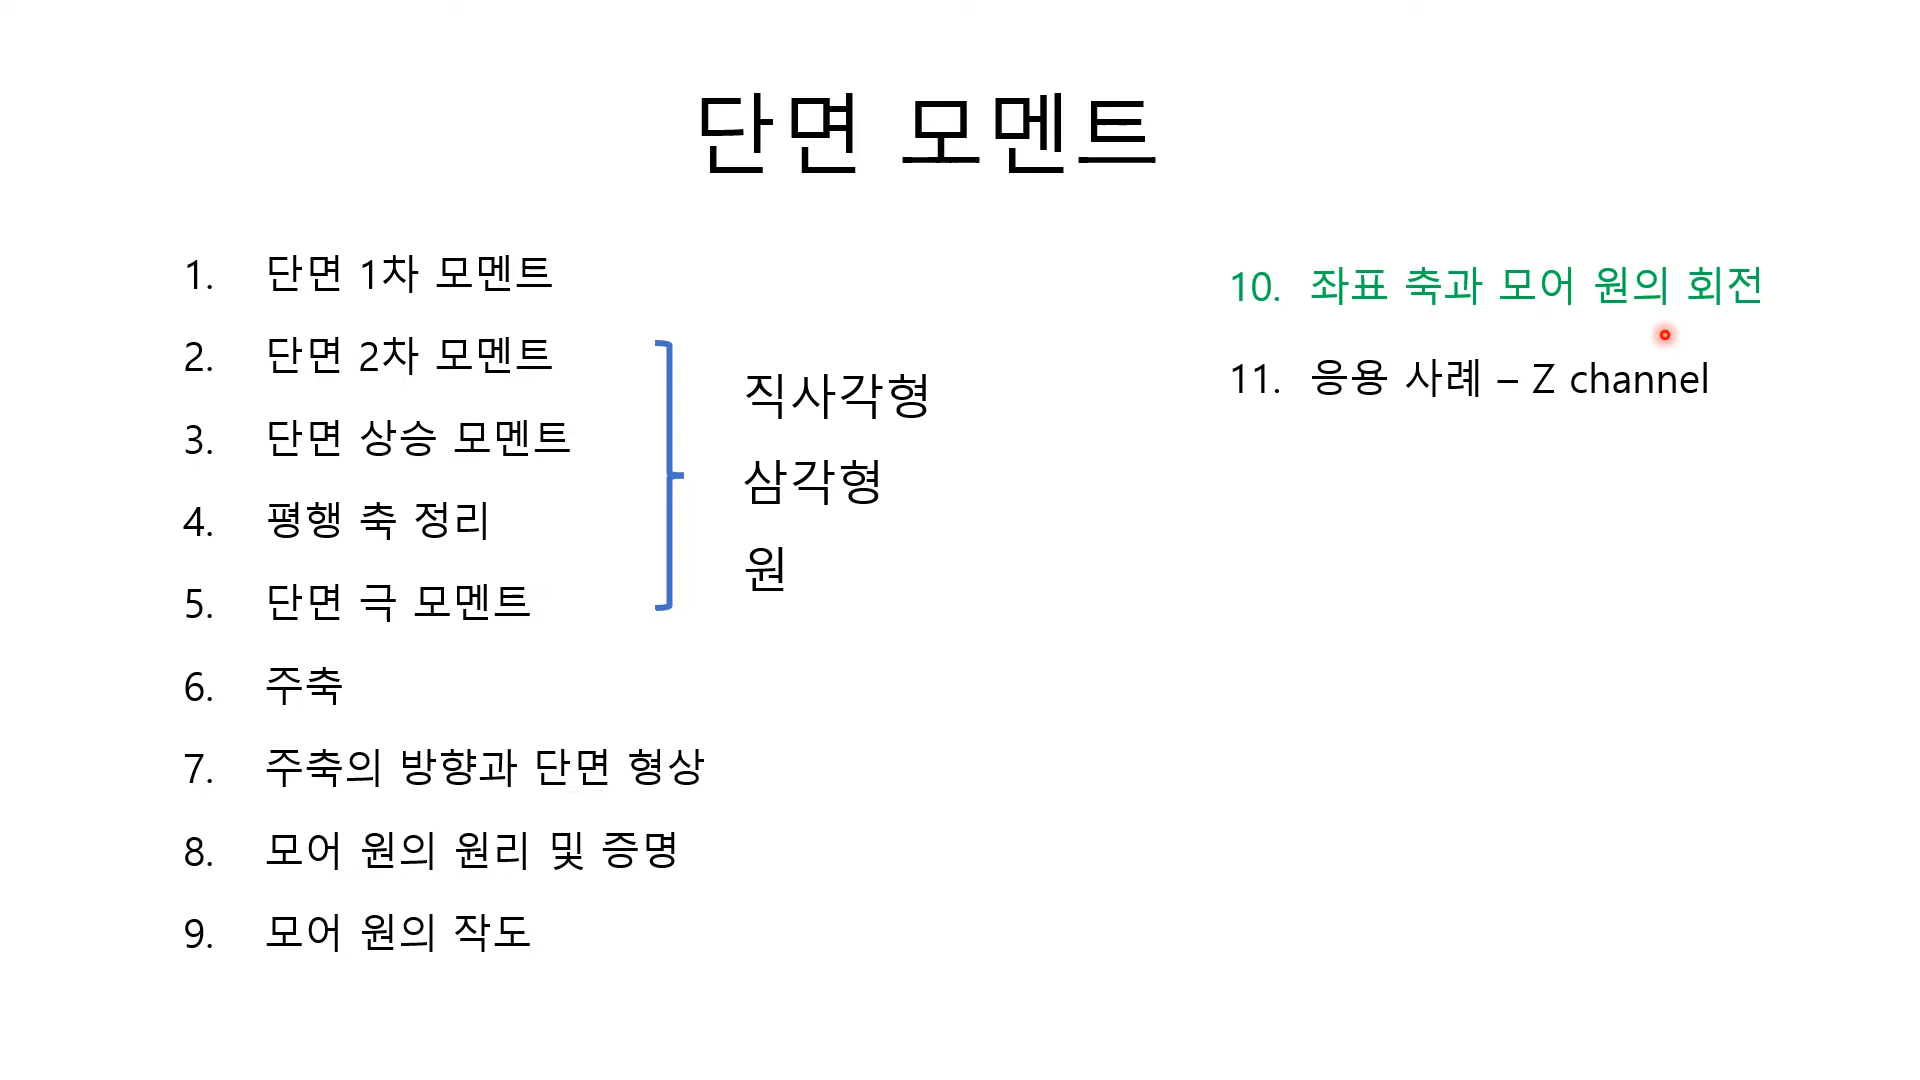 단면 모멘트
1. 단면 1차 모멘트
2. 단면 2차 모멘트
3. 단면 상승 모멘트
4. 평행 축 정리
5. 단면 극 모멘트
6. 주축
7. 주축의 방향과 단면 형상
8. 모어 원의 원리 및 증명
9. 모어 원의 작도
직사각형
삼각형
원
10. 좌표 축과 모어 원의 회전
11. 응용 사례 – Z channel